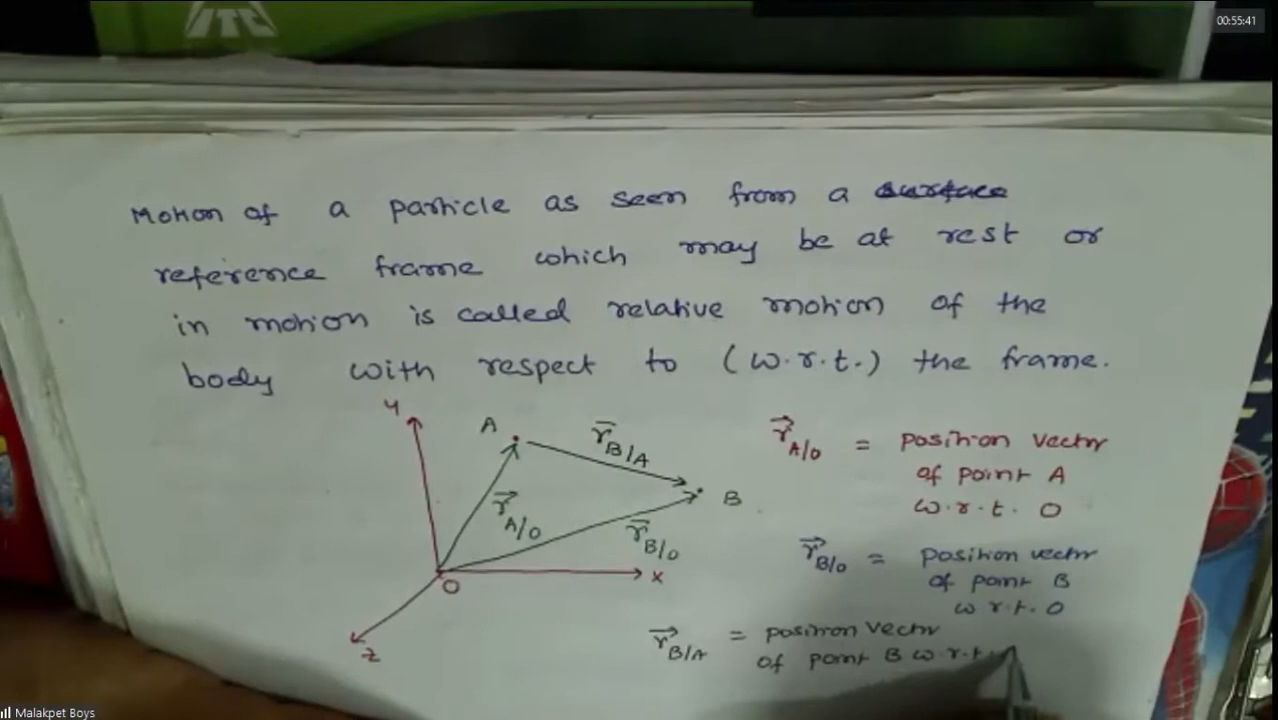 ITC
00:55:41
Motion of a particle as seen from a
reference frame which may be at rest or
in motion is called relative motion of the
body with respect to (w.r.t.) the frame.
y
A
r⃗ B/A
r⃗ A/O
B
r⃗ B/O
O
x
z
r⃗ A/O = position vector
of point A
w.r.t. O
r⃗ B/O = position vector
of point B
w r.t. O
r⃗ B/A = position vector
of point B w.r.t.
Malakpet Boys